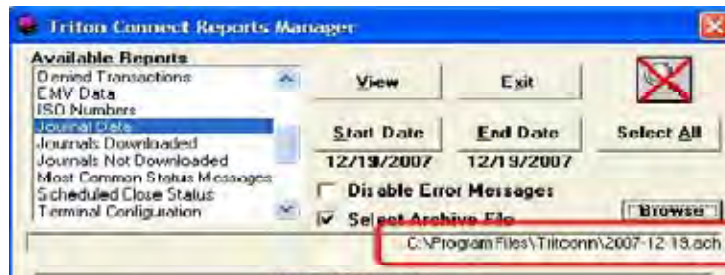 Triton Connect Reports Manager
Available Reports
Denied Transactions
EMV Data
ISO Numbers
Journal Data
Journals Downloaded
Journals Not Downloaded
Most Common Status Messages
Scheduled Close Status
Terminal Configuration
View
Exit
Start Date
End Date
Select All
12/19/2007
12/19/2007
Disable Error Messages
Select Archive File
Browse
C:\Program Files\Tritconn\2007-12-19.ach